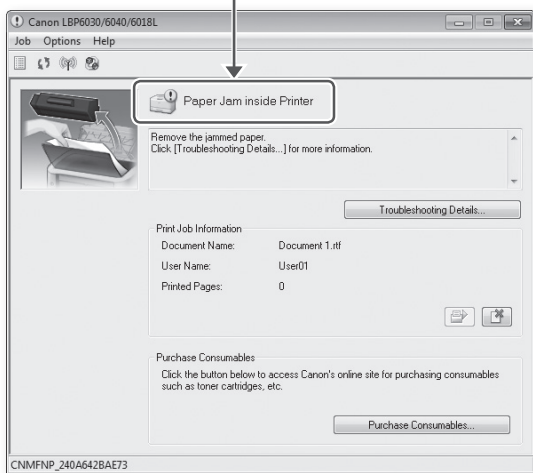 Canon LBP6030/6040/6018L
Job Options Help
Paper Jam inside Printer
Remove the jammed paper.
Click [Troubleshooting Details...] for more information.
Troubleshooting Details...
Print Job Information
Document Name: Document 1.rtf
User Name: User01
Printed Pages: 0
Purchase Consumables
Click the button below to access Canon's online site for purchasing consumables
such as toner cartridges, etc.
Purchase Consumables...
CNMFNP_240A642BAE73